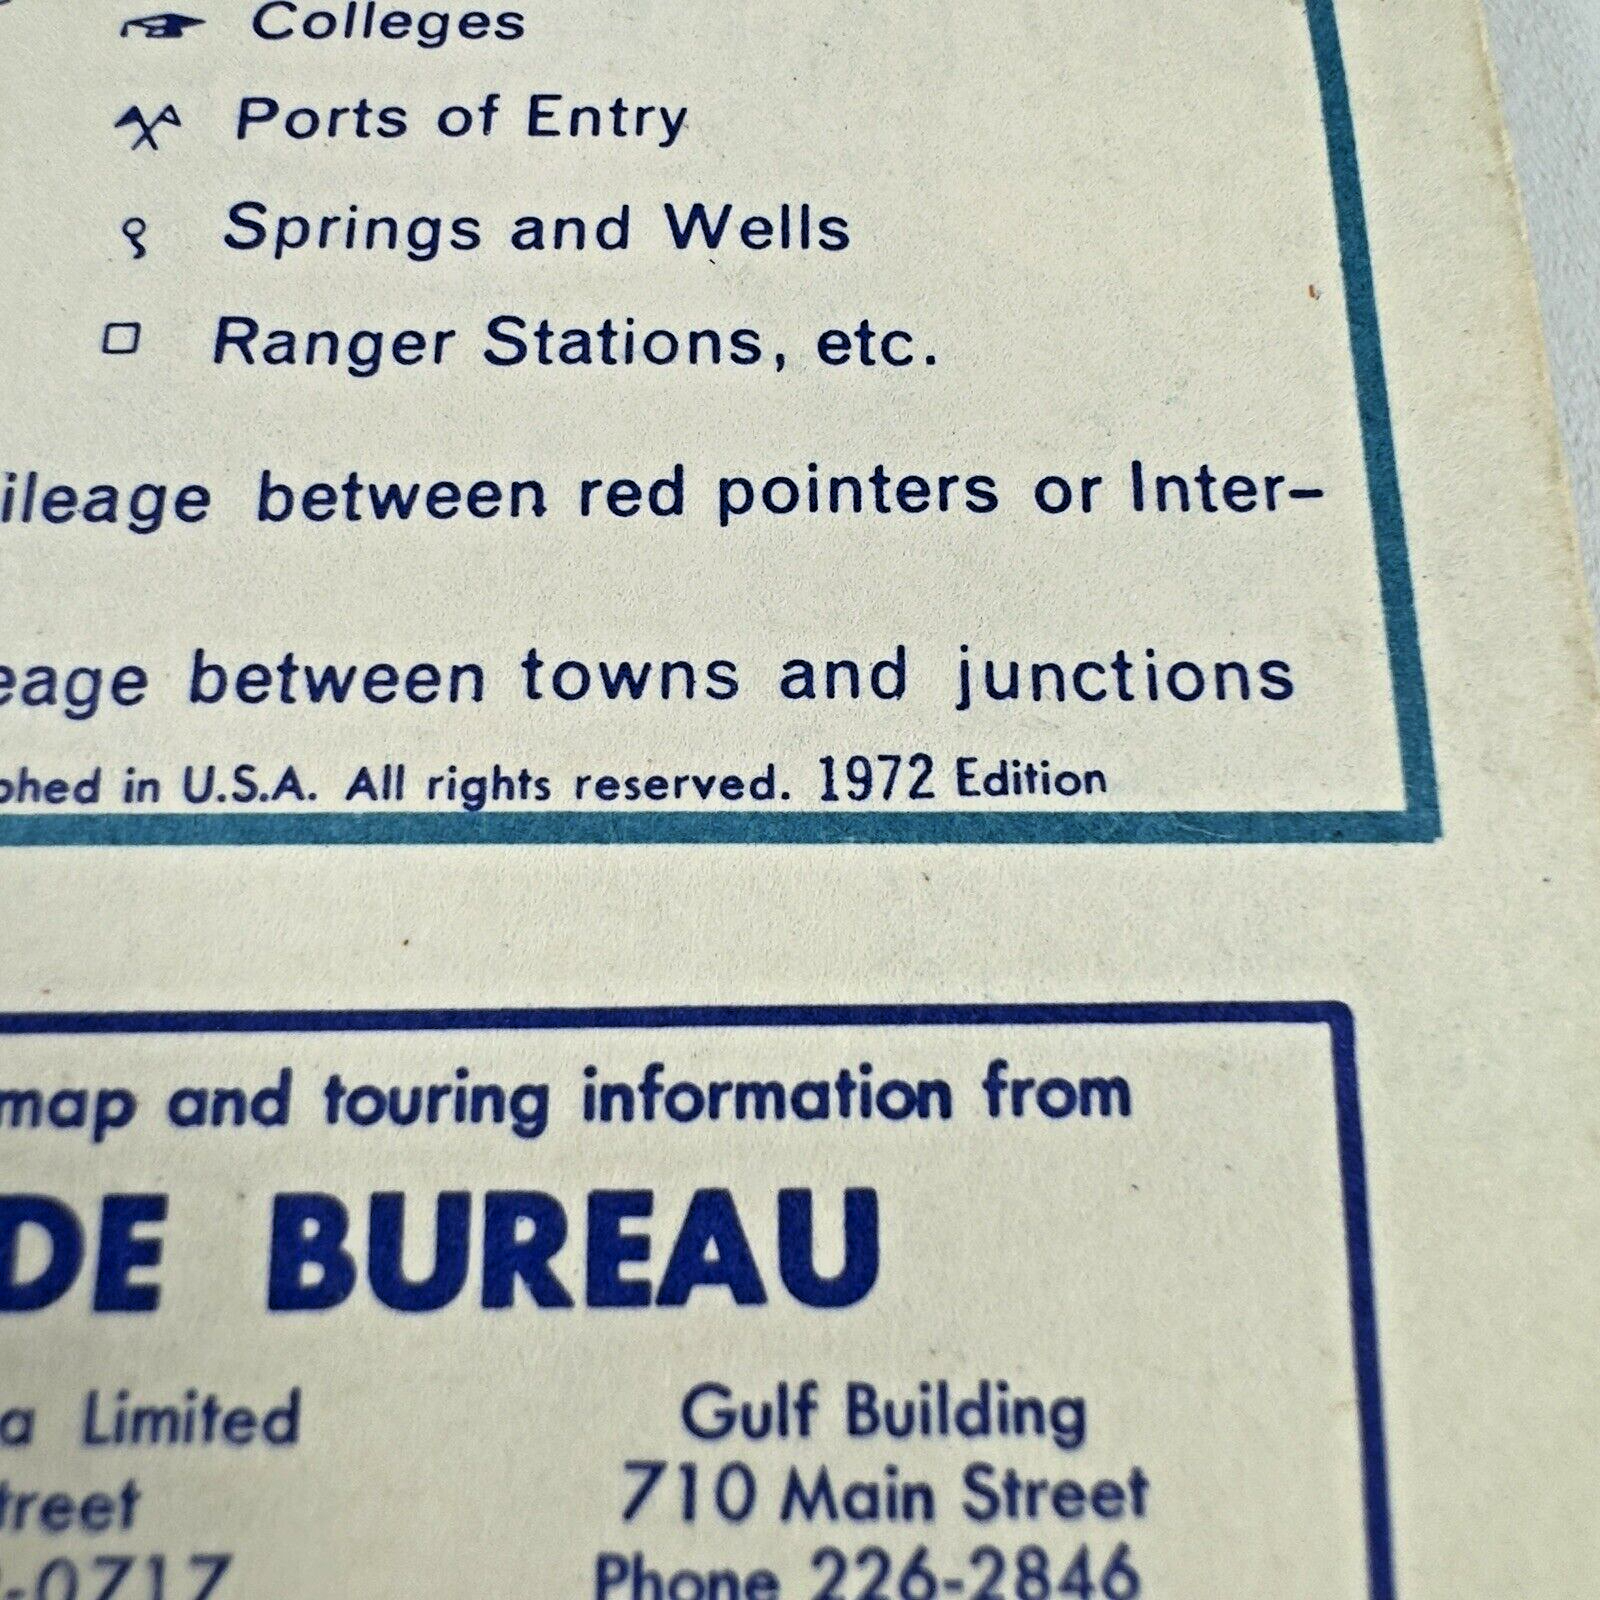 Colleges
Ports of Entry
Springs and Wells
Ranger Stations, etc.
ileage between red pointers or Inter-
eage between towns and junctions
phed in U.S.A. All rights reserved. 1972 Edition
map and touring information from
DE BUREAU
a Limited
Gulf Building
treet
710 Main Street
-0717
Phone 226-2846